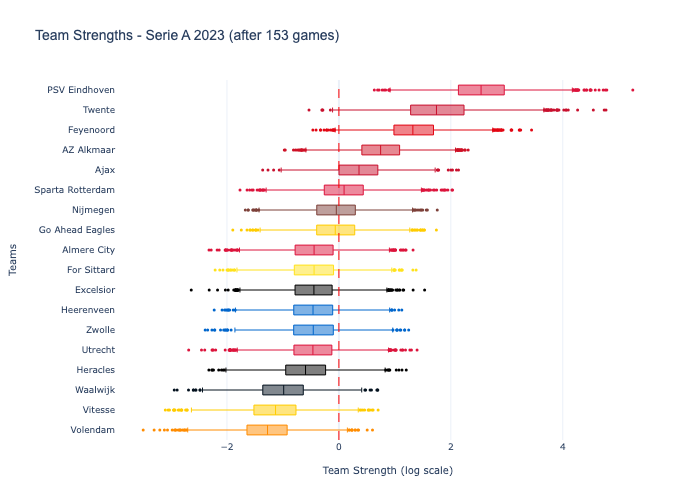 Team Strengths - Serie A 2023 (after 153 games)
PSV Eindhoven
Twente
Feyenoord
AZ Alkmaar
Ajax
Sparta Rotterdam
Nijmegen
Go Ahead Eagles
Almere City
For Sittard
Excelsior
Heerenveen
Zwolle
Utrecht
Heracles
Waalwijk
Vitesse
Volendam
Teams
−2
0
2
4
Team Strength (log scale)